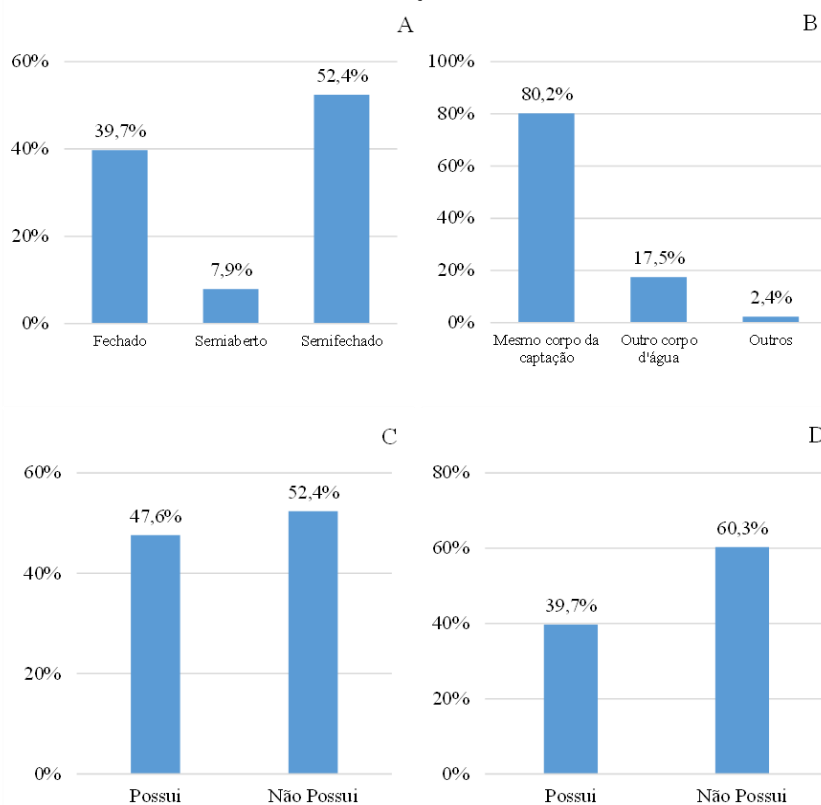 A
60%
40%
20%
0%
39,7%
7,9%
52,4%
Fechado Semiaberto Semifechado
B
100%
80%
60%
40%
20%
0%
80,2%
17,5%
2,4%
Mesmo corpo da captação
Outro corpo d'água
Outros
C
60%
40%
20%
0%
47,6%
52,4%
Possui Não Possui
D
80%
60%
40%
20%
0%
39,7%
60,3%
Possui Não Possui